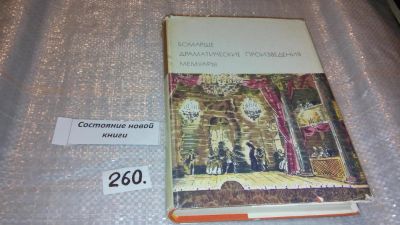 БОМАРШЕ
ДРАМАТИЧЕСКИЕ ПРОИЗВЕДЕНИЯ
МЕМУАРЫ
Состояние новой
книги
260.